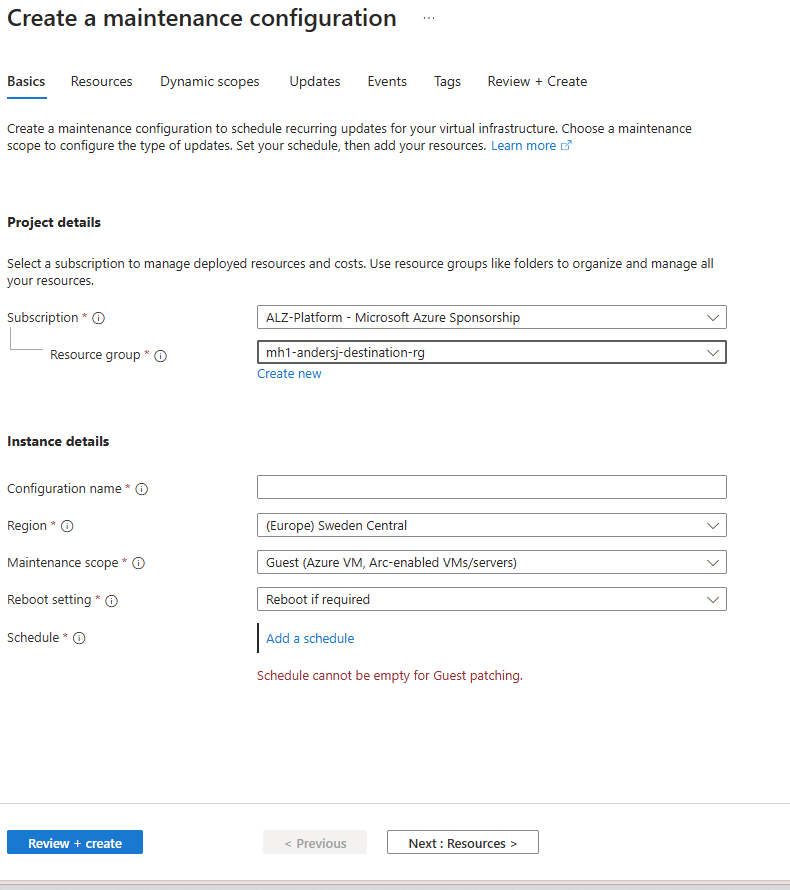 Create a maintenance configuration ...
Basics Resources Dynamic scopes Updates Events Tags Review + Create
Create a maintenance configuration to schedule recurring updates for your virtual infrastructure. Choose a maintenance
scope to configure the type of updates. Set your schedule, then add your resources. Learn more
Project details
Select a subscription to manage deployed resources and costs. Use resource groups like folders to organize and manage all
your resources.
Subscription * ALZ-Platform - Microsoft Azure Sponsorship
Resource group * mh1-andersj-destination-rg
Create new
Instance details
Configuration name *
Region * (Europe) Sweden Central
Maintenance scope * Guest (Azure VM, Arc-enabled VMs/servers)
Reboot setting * Reboot if required
Schedule * Add a schedule
Schedule cannot be empty for Guest patching.
Review + create < Previous Next : Resources >